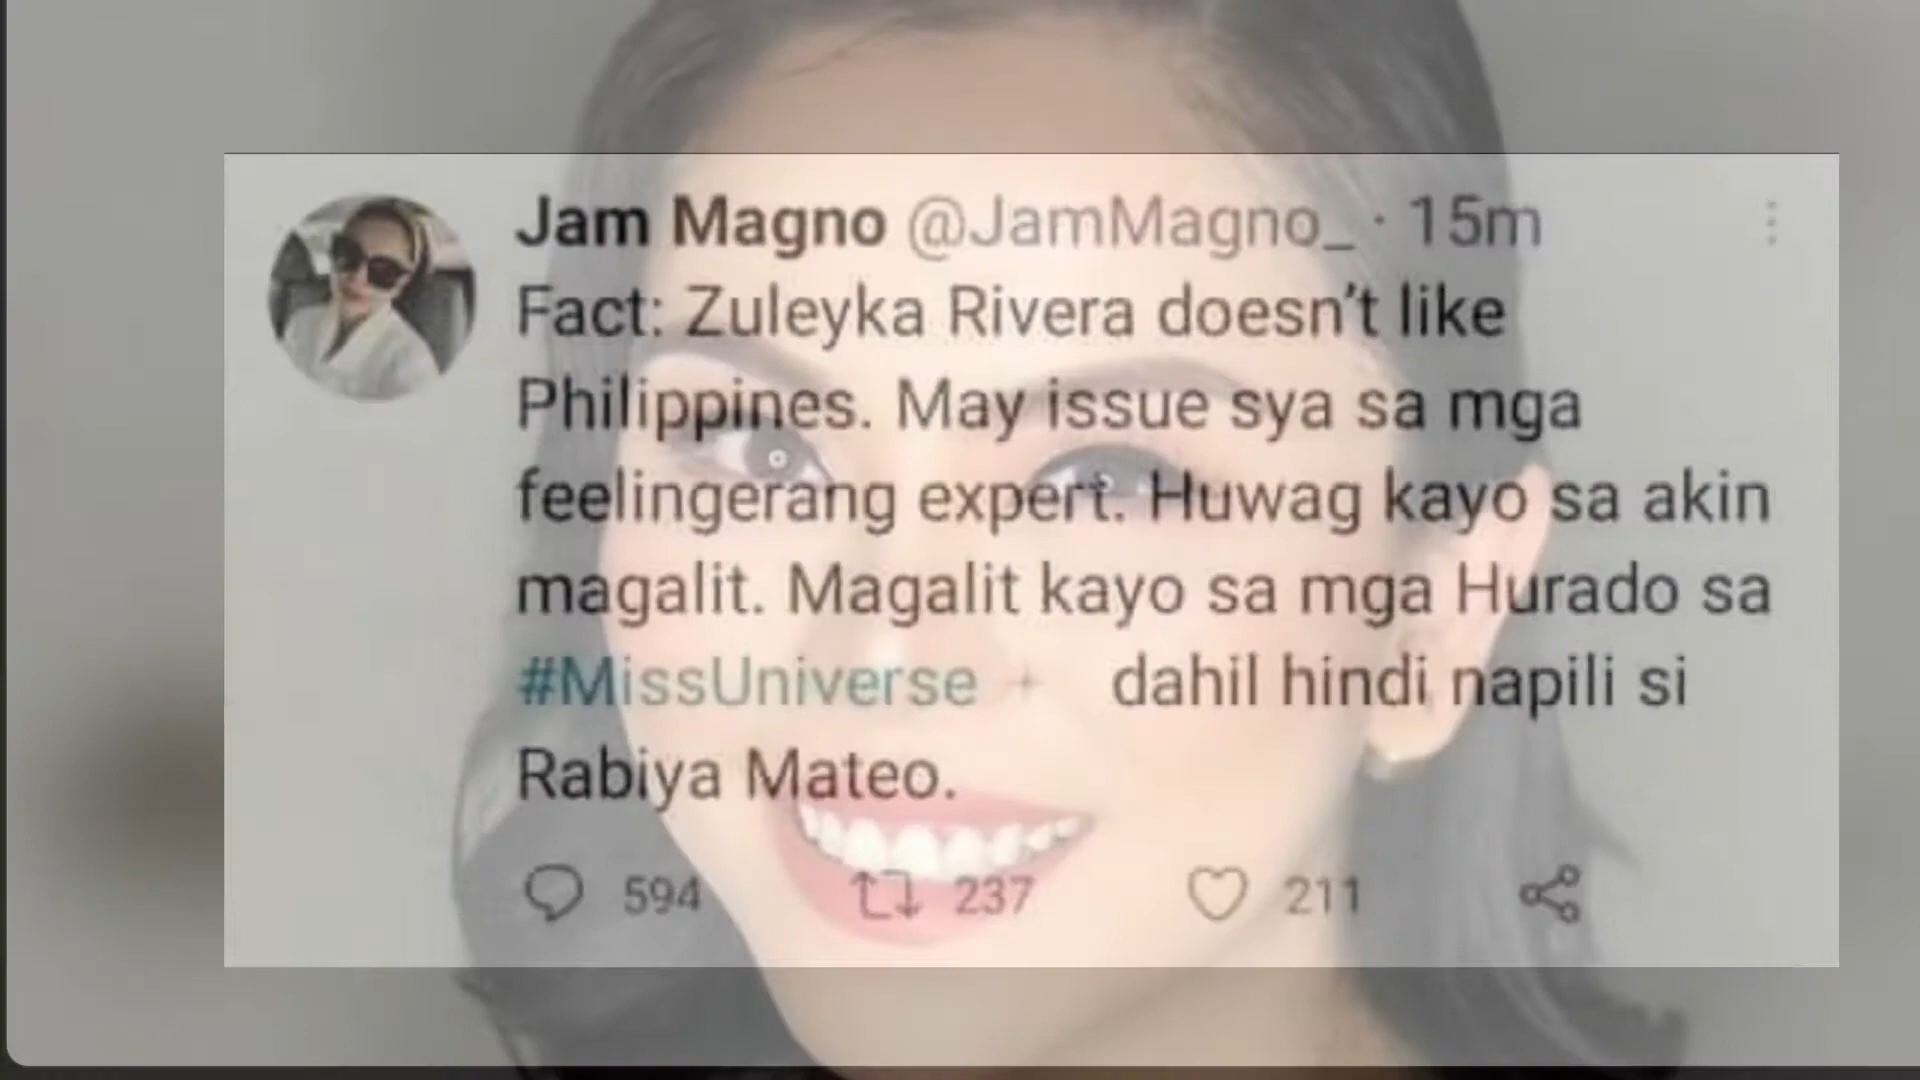 Jam Magno @JamMagno_ · 15m
Fact: Zuleyka Rivera doesn't like
Philippines. May issue sya sa mga
feelingerang expert. Huwag kayo sa akin
magalit. Magalit kayo sa mga Hurado sa
#MissUniverse dahil hindi napili si
Rabiya Mateo.
594 237 211